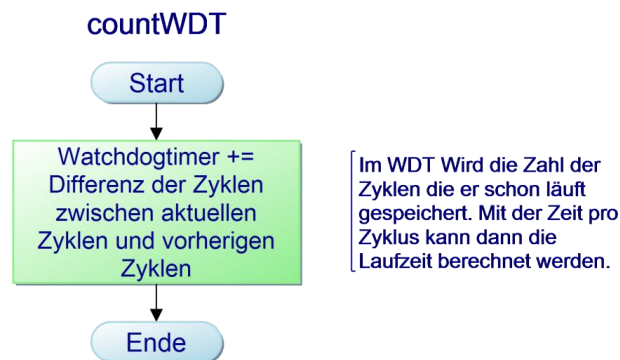 countWDT
Start
Watchdogtimer +=
Differenz der Zyklen
zwischen aktuellen
Zyklen und vorherigen
Zyklen
Im WDT Wird die Zahl der
Zyklen die er schon läuft
gespeichert. Mit der Zeit pro
Zyklus kann dann die
Laufzeit berechnet werden.
Ende